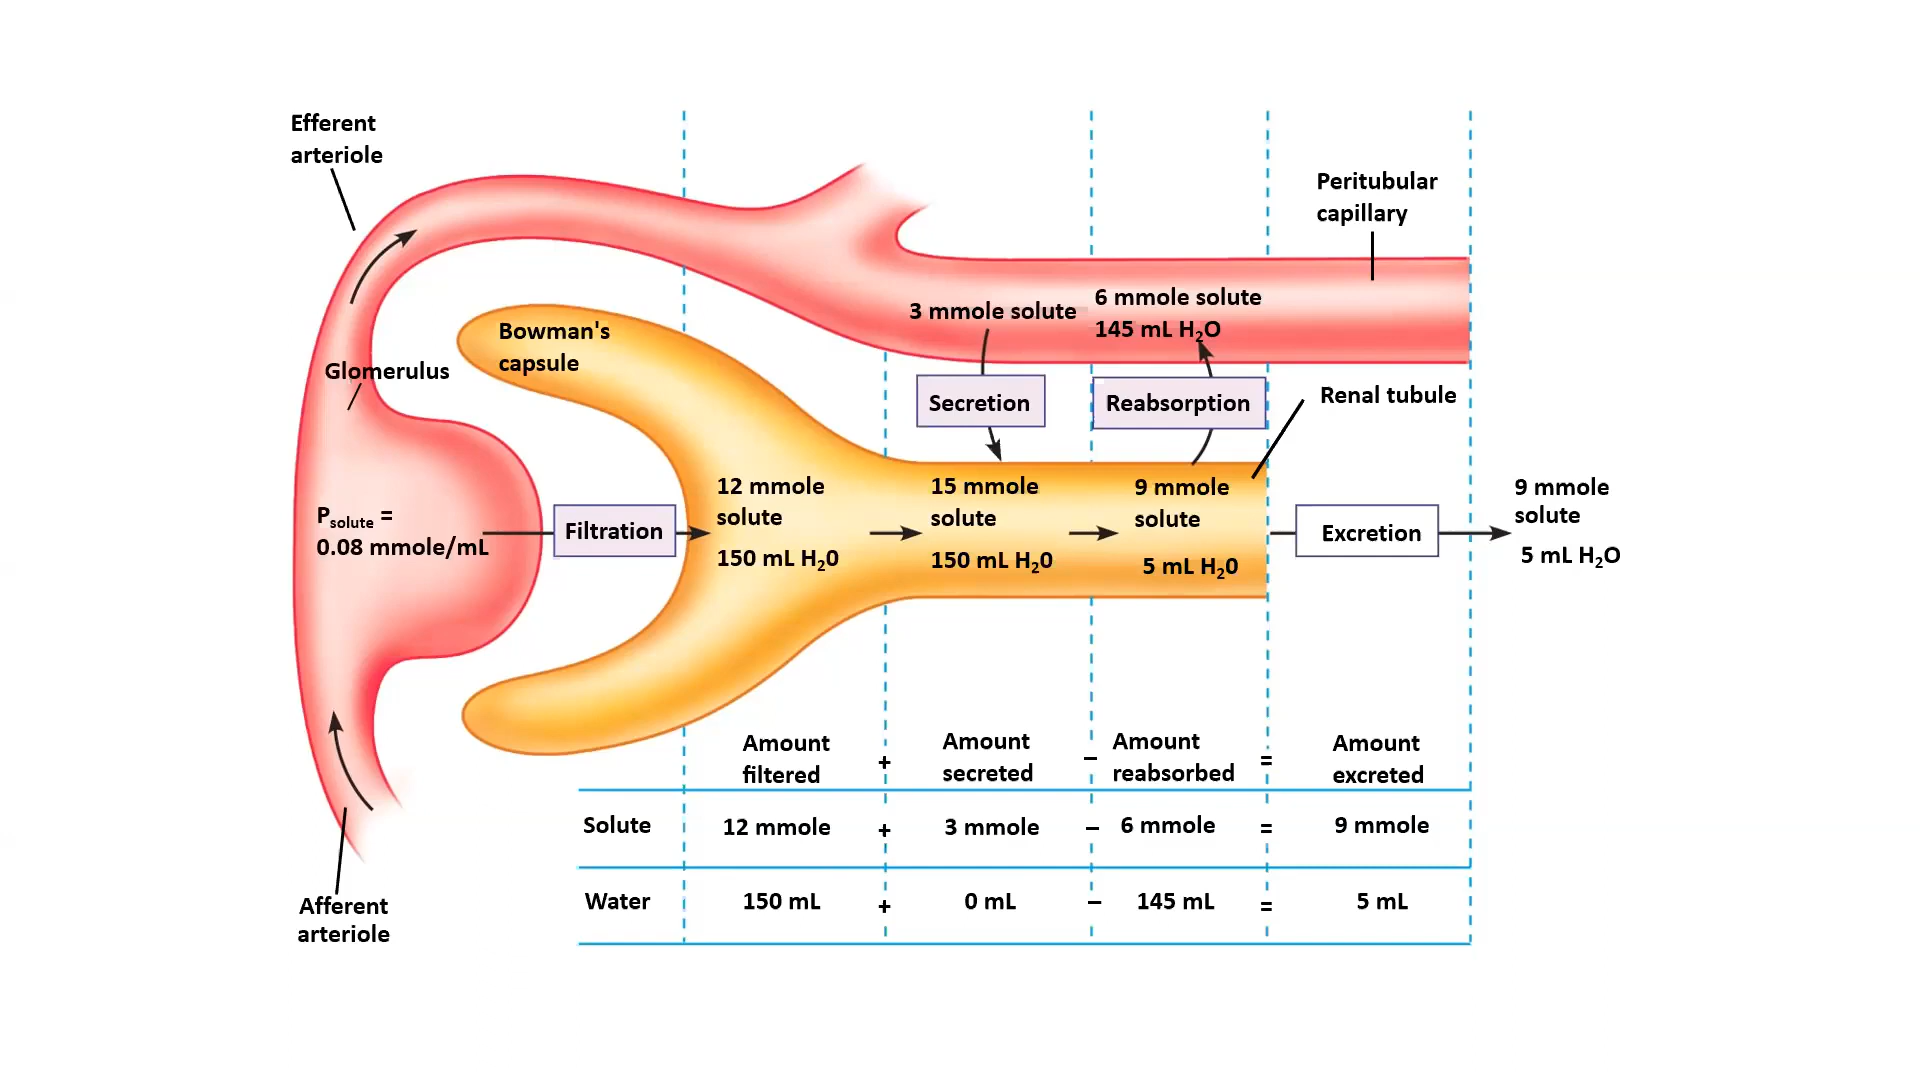 Efferent
arteriole
Peritubular
capillary
3 mmole solute
6 mmole solute
145 mL H₂O
Bowman's
capsule
Glomerulus
Secretion
Reabsorption
Renal tubule
P solute =
0.08 mmole/mL
Filtration
12 mmole
solute
150 mL H₂0
15 mmole
solute
150 mL H₂0
9 mmole
solute
5 mL H₂0
Excretion
9 mmole
solute
5 mL H₂O
Afferent
arteriole
Amount filtered + Amount secreted – Amount reabsorbed = Amount excreted
Solute 12 mmole + 3 mmole – 6 mmole = 9 mmole
Water 150 mL + 0 mL – 145 mL = 5 mL